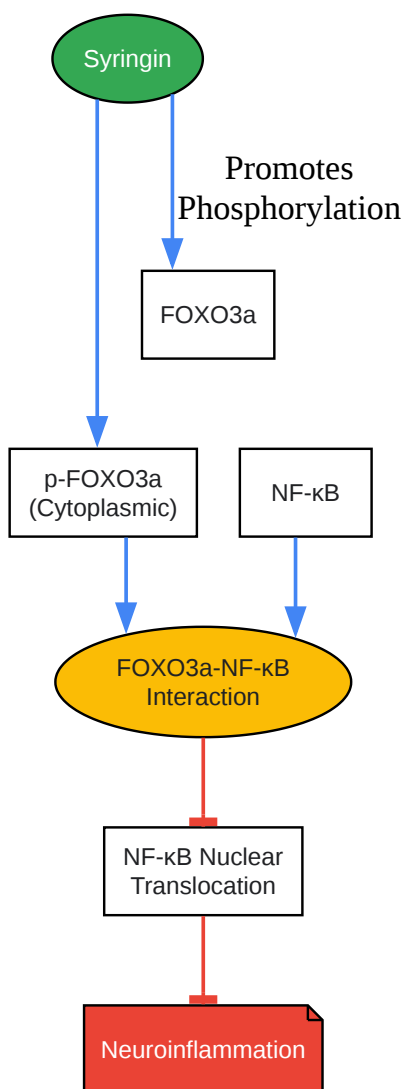 Syringin
Promotes
Phosphorylation
FOXO3a
p-FOXO3a
(Cytoplasmic)
NF-κB
FOXO3a-NF-κB
Interaction
NF-κB Nuclear
Translocation
Neuroinflammation